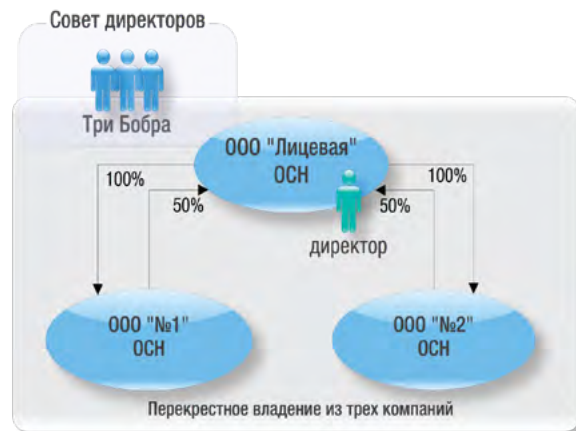 Совет директоров
Три Бобра
ООО "Лицевая"
ОСН
100%
50%
50%
100%
директор
ООО "№1"
ОСН
ООО "№2"
ОСН
Перекрестное владение из трех компаний